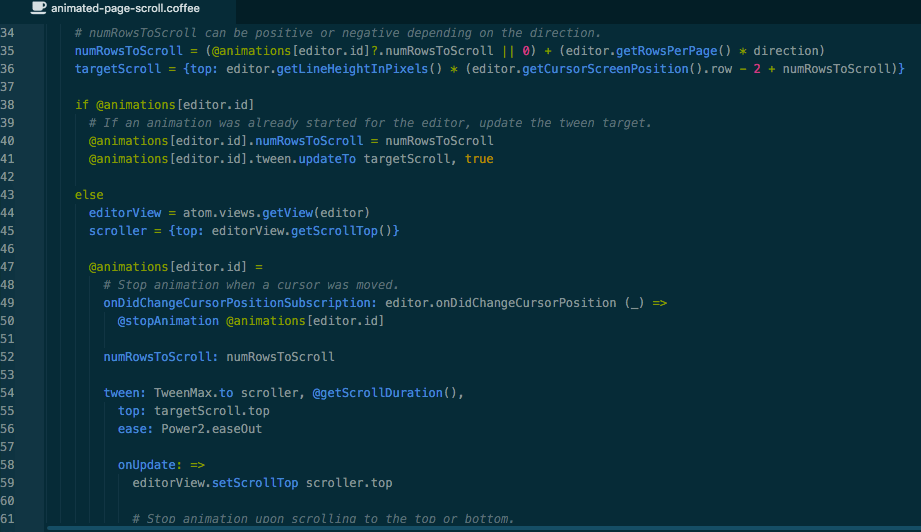 animated-page-scroll.coffee
34 # numRowsToScroll can be positive or negative depending on the direction.
35 numRowsToScroll = (@animations[editor.id]?.numRowsToScroll || 0) + (editor.getRowsPerPage() * direction)
36 targetScroll = {top: editor.getLineHeightInPixels() * (editor.getCursorScreenPosition().row - 2 + numRowsToScroll)}
37
38 if @animations[editor.id]
39 # If an animation was already started for the editor, update the tween target.
40 @animations[editor.id].numRowsToScroll = numRowsToScroll
41 @animations[editor.id].tween.updateTo targetScroll, true
42
43 else
44 editorView = atom.views.getView(editor)
45 scroller = {top: editorView.getScrollTop()}
46
47 @animations[editor.id] =
48 # Stop animation when a cursor was moved.
49 onDidChangeCursorPositionSubscription: editor.onDidChangeCursorPosition (_) =>
50 @stopAnimation @animations[editor.id]
51
52 numRowsToScroll: numRowsToScroll
53
54 tween: TweenMax.to scroller, @getScrollDuration(),
55 top: targetScroll.top
56 ease: Power2.easeOut
57
58 onUpdate: =>
59 editorView.setScrollTop scroller.top
60
61 # Stop animation upon scrolling to the top or bottom.